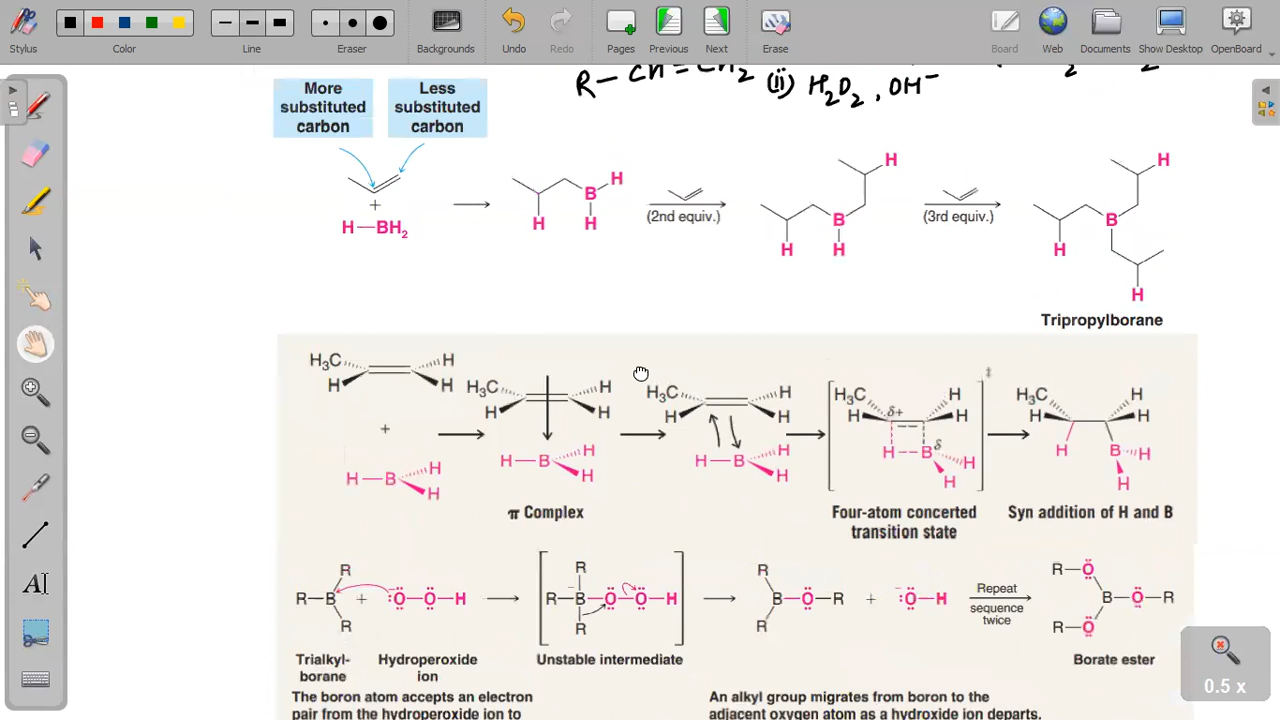 Stylus Color Line Eraser Backgrounds Undo Redo Pages Previous Next Erase Board Web Documents Show Desktop OpenBoard
R–CH=CH2 (ii) H2O2, OH−
More substituted carbon
Less substituted carbon
+
H–BH2
H
B
H
H
(2nd equiv.)
H
B
H
H
(3rd equiv.)
H
B
H
H
Tripropylborane
H3C H
H H
+
H–B H
H
H3C H
H H
H–B H
H
π Complex
H3C H
H H
H–B H
H
H3C δ+ H
H H
H--B δ
H
H
‡
Four-atom concerted
transition state
H3C H
H H
H B H
H
Syn addition of H and B
R
R–B + −:O–O–H
R
R
R–B−–O–O–H
R
R
B–O–R + −:O–H
R
Repeat
sequence
twice
R–O
B–O–R
R–O
Trialkyl-
borane
Hydroperoxide
ion
Unstable intermediate
Borate ester
The boron atom accepts an electron
pair from the hydroperoxide ion to
An alkyl group migrates from boron to the
adjacent oxygen atom as a hydroxide ion departs.
A
0.5 x